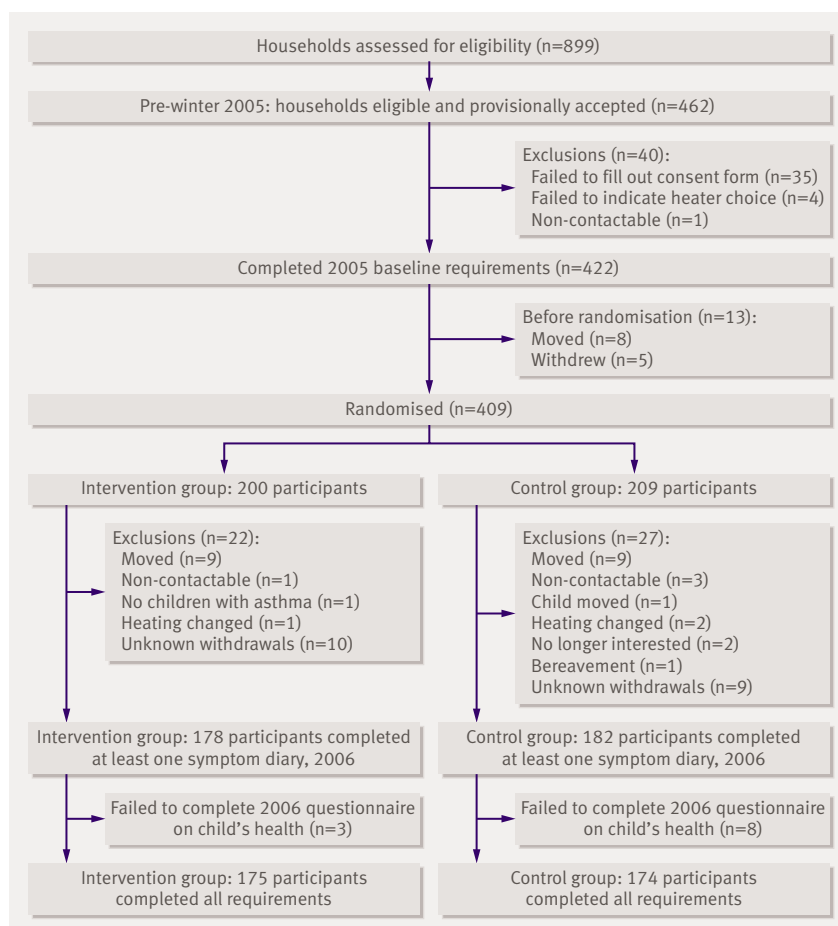 Households assessed for eligibility (n=899)
Pre-winter 2005: households eligible and provisionally accepted (n=462)
Exclusions (n=40):
Failed to fill out consent form (n=35)
Failed to indicate heater choice (n=4)
Non-contactable (n=1)
Completed 2005 baseline requirements (n=422)
Before randomisation (n=13):
Moved (n=8)
Withdrew (n=5)
Randomised (n=409)
Intervention group: 200 participants
Control group: 209 participants
Exclusions (n=22):
Moved (n=9)
Non-contactable (n=1)
No children with asthma (n=1)
Heating changed (n=1)
Unknown withdrawals (n=10)
Exclusions (n=27):
Moved (n=9)
Non-contactable (n=3)
Child moved (n=1)
Heating changed (n=2)
No longer interested (n=2)
Bereavement (n=1)
Unknown withdrawals (n=9)
Intervention group: 178 participants completed
at least one symptom diary, 2006
Control group: 182 participants completed
at least one symptom diary, 2006
Failed to complete 2006 questionnaire
on child's health (n=3)
Failed to complete 2006 questionnaire
on child's health (n=8)
Intervention group: 175 participants
completed all requirements
Control group: 174 participants
completed all requirements